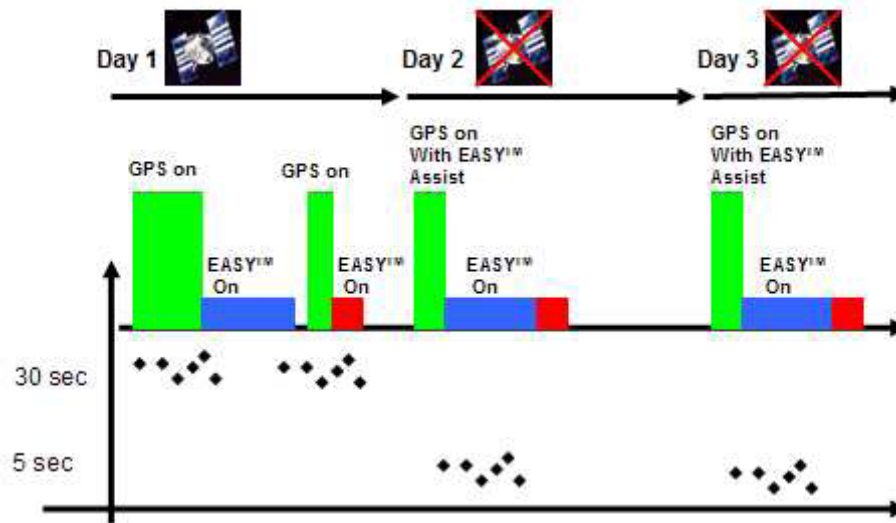 Day 1
Day 2
Day 3
GPS on
GPS on
GPS on
With EASY™
Assist
GPS on
With EASY™
Assist
EASY™
On
EASY™
On
EASY™
On
EASY™
On
30 sec
5 sec